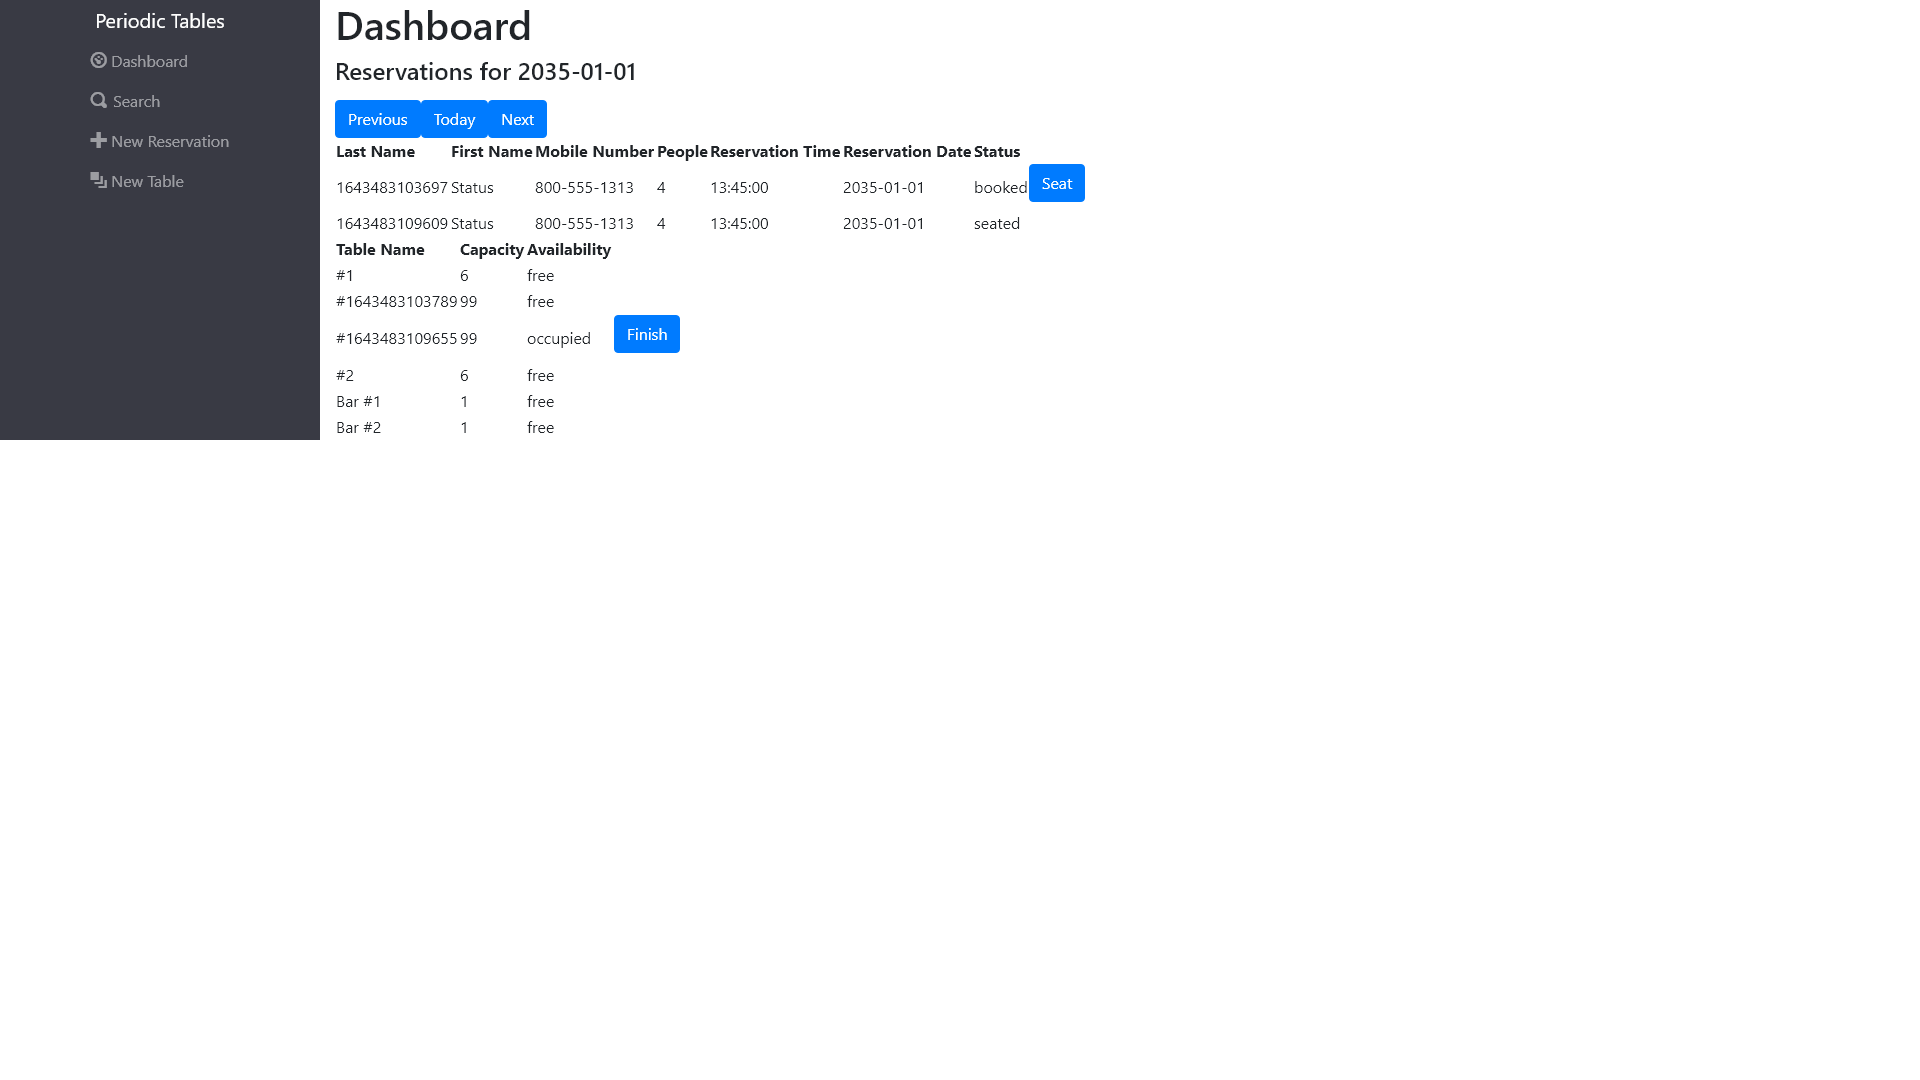 Periodic Tables
Dashboard
Search
New Reservation
New Table
Dashboard
Reservations for 2035-01-01
Previous Today Next
Last Name First Name Mobile Number People Reservation Time Reservation Date Status
1643483103697 Status 800-555-1313 4 13:45:00 2035-01-01 booked Seat
1643483109609 Status 800-555-1313 4 13:45:00 2035-01-01 seated
Table Name Capacity Availability
#1 6 free
#1643483103789 99 free
#1643483109655 99 occupied Finish
#2 6 free
Bar #1 1 free
Bar #2 1 free